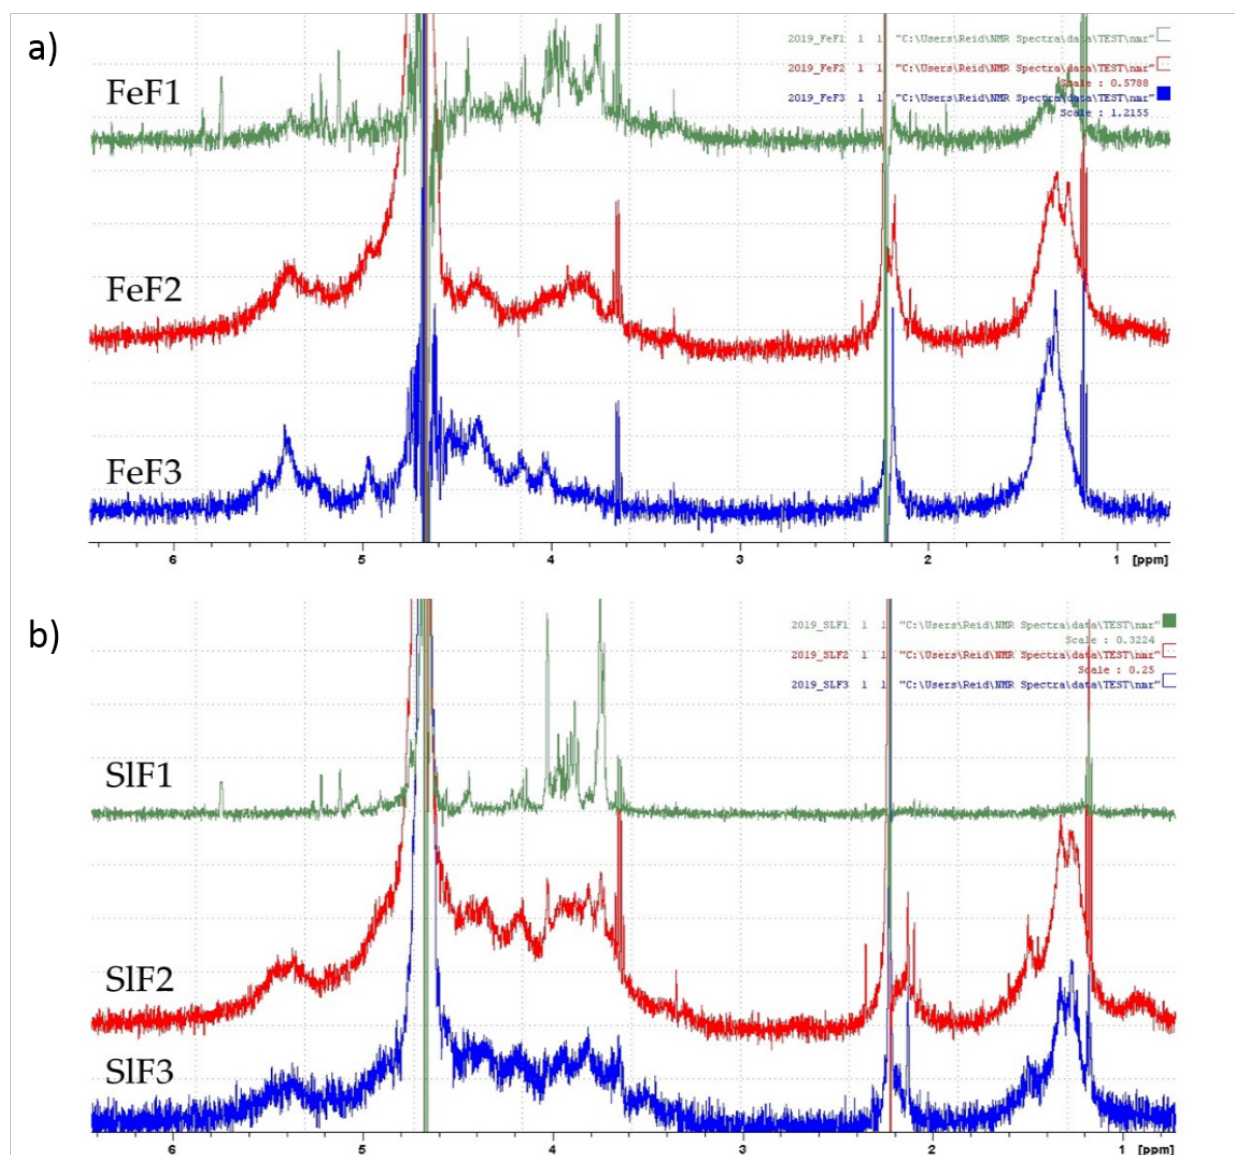 a)
2019_FeF1 1 1 "C:\Users\Reid\NMR Spectra\data\TEST\nmr"
FeF1
2019_FeF2 1 1 "C:\Users\Reid\NMR Spectra\data\TEST\nmr"
Scale : 0.5788
2019_FeF3 1 1 "C:\Users\Reid\NMR Spectra\data\TEST\nmr"
Scale : 1.2155
FeF2
FeF3
6 5 4 3 2 1 [ppm]
b)
2019_SLF1 1 1 "C:\Users\Reid\NMR Spectra\data\TEST\nmr"
Scale : 0.3224
2019_SLF2 1 1 "C:\Users\Reid\NMR Spectra\data\TEST\nmr"
Scale : 0.25
2019_SLF3 1 1 "C:\Users\Reid\NMR Spectra\data\TEST\nmr"
SlF1
SlF2
SlF3
6 5 4 3 2 1 [ppm]